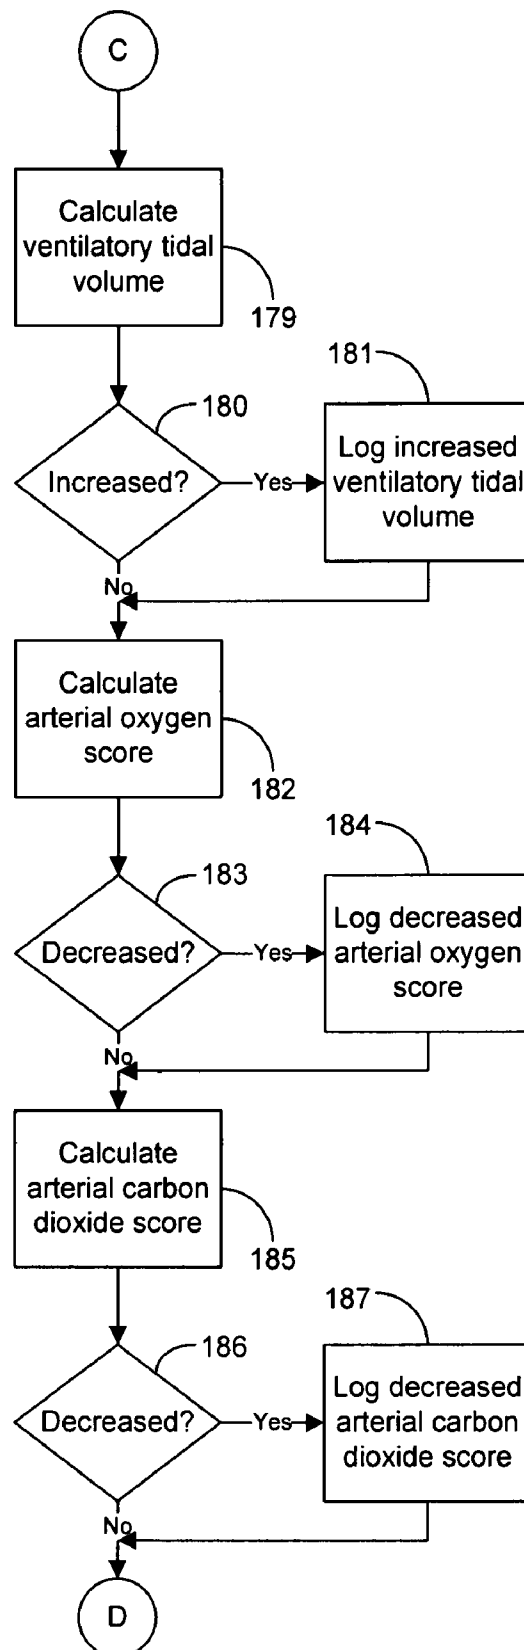 C
Calculate
ventilatory tidal
volume
179
180
181
Increased?
Yes
Log increased
ventilatory tidal
volume
No
Calculate
arterial oxygen
score
182
183
184
Decreased?
Yes
Log decreased
arterial oxygen
score
No
Calculate
arterial carbon
dioxide score
185
186
187
Decreased?
Yes
Log decreased
arterial carbon
dioxide score
No
D